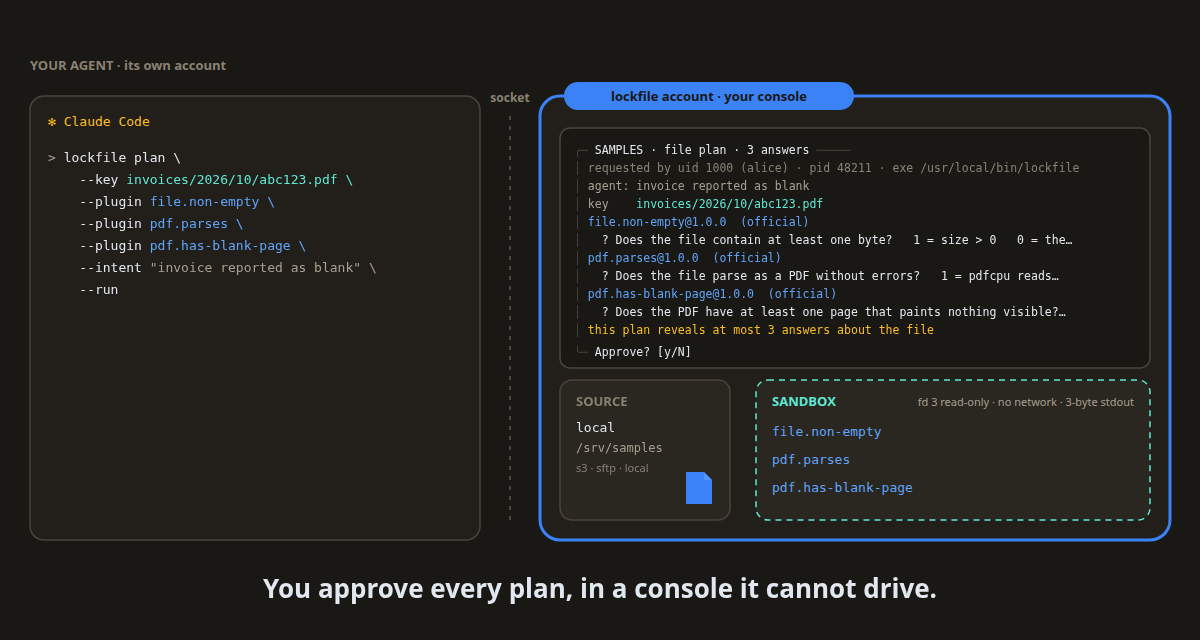 YOUR AGENT · its own account
✻ Claude Code
> lockfile plan \
--key invoices/2026/10/abc123.pdf \
--plugin file.non-empty \
--plugin pdf.parses \
--plugin pdf.has-blank-page \
--intent "invoice reported as blank" \
--run
socket
lockfile account · your console
SAMPLES · file plan · 3 answers
requested by uid 1000 (alice) · pid 48211 · exe /usr/local/bin/lockfile
agent: invoice reported as blank
key invoices/2026/10/abc123.pdf
file.non-empty@1.0.0 (official)
? Does the file contain at least one byte? 1 = size > 0 0 = the…
pdf.parses@1.0.0 (official)
? Does the file parse as a PDF without errors? 1 = pdfcpu reads…
pdf.has-blank-page@1.0.0 (official)
? Does the PDF have at least one page that paints nothing visible?…
this plan reveals at most 3 answers about the file
Approve? [y/N]
SOURCE
local
/srv/samples
s3 · sftp · local
SANDBOX
fd 3 read-only · no network · 3-byte stdout
file.non-empty
pdf.parses
pdf.has-blank-page
You approve every plan, in a console it cannot drive.